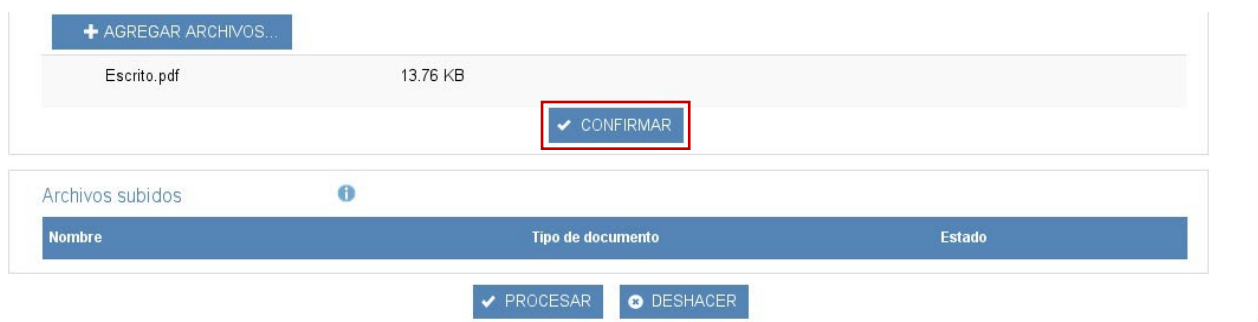 AGREGAR ARCHIVOS...
Escrito.pdf 13.76 KB
CONFIRMAR
Archivos subidos
Nombre Tipo de documento Estado
PROCESAR DESHACER